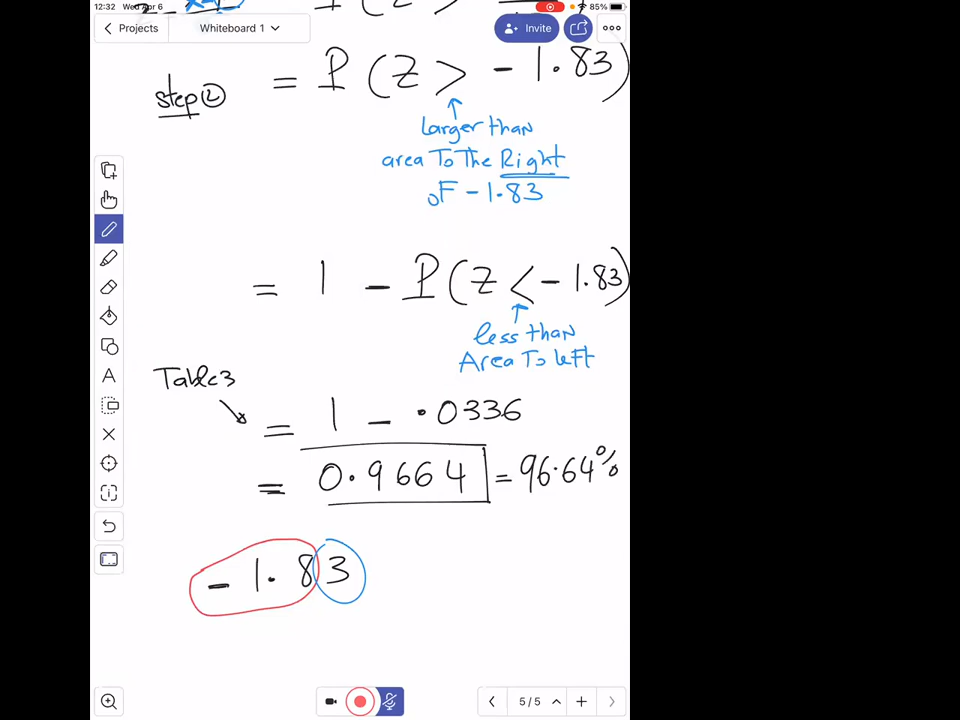 12:32 Wed Apr 6 85%
Projects Whiteboard 1 Invite
step② = P(Z > -1.83)
Larger than
area To The Right
oF -1.83
= 1 - P(Z < -1.83)
less than
Area To left
Table 3
= 1 - .0336
= 0.9664 = 96.64%
-1.83
5/5